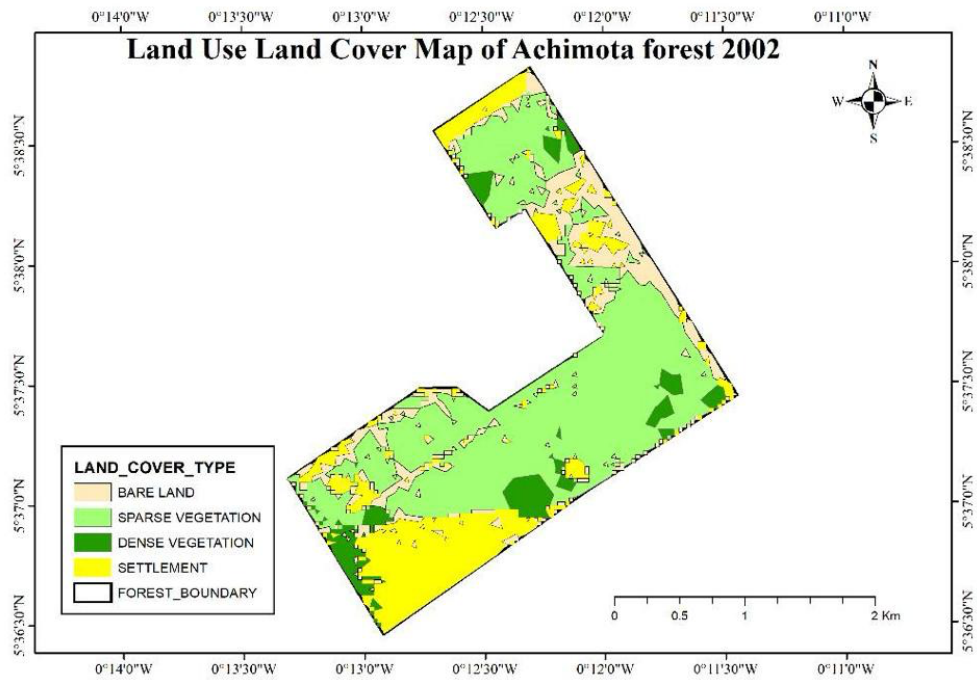 0°14'0"W 0°13'30"W 0°13'0"W 0°12'30"W 0°12'0"W 0°11'30"W 0°11'0"W
Land Use Land Cover Map of Achimota forest 2002
N
W E
S
5°38'30"N 5°38'30"N
5°38'0"N 5°38'0"N
5°37'30"N 5°37'30"N
LAND_COVER_TYPE
BARE LAND
5°37'0"N 5°37'0"N
SPARSE VEGETATION
DENSE VEGETATION
SETTLEMENT
FOREST_BOUNDARY
0 0.5 1 2 Km
5°36'30"N 5°36'30"N
0°14'0"W 0°13'30"W 0°13'0"W 0°12'30"W 0°12'0"W 0°11'30"W 0°11'0"W